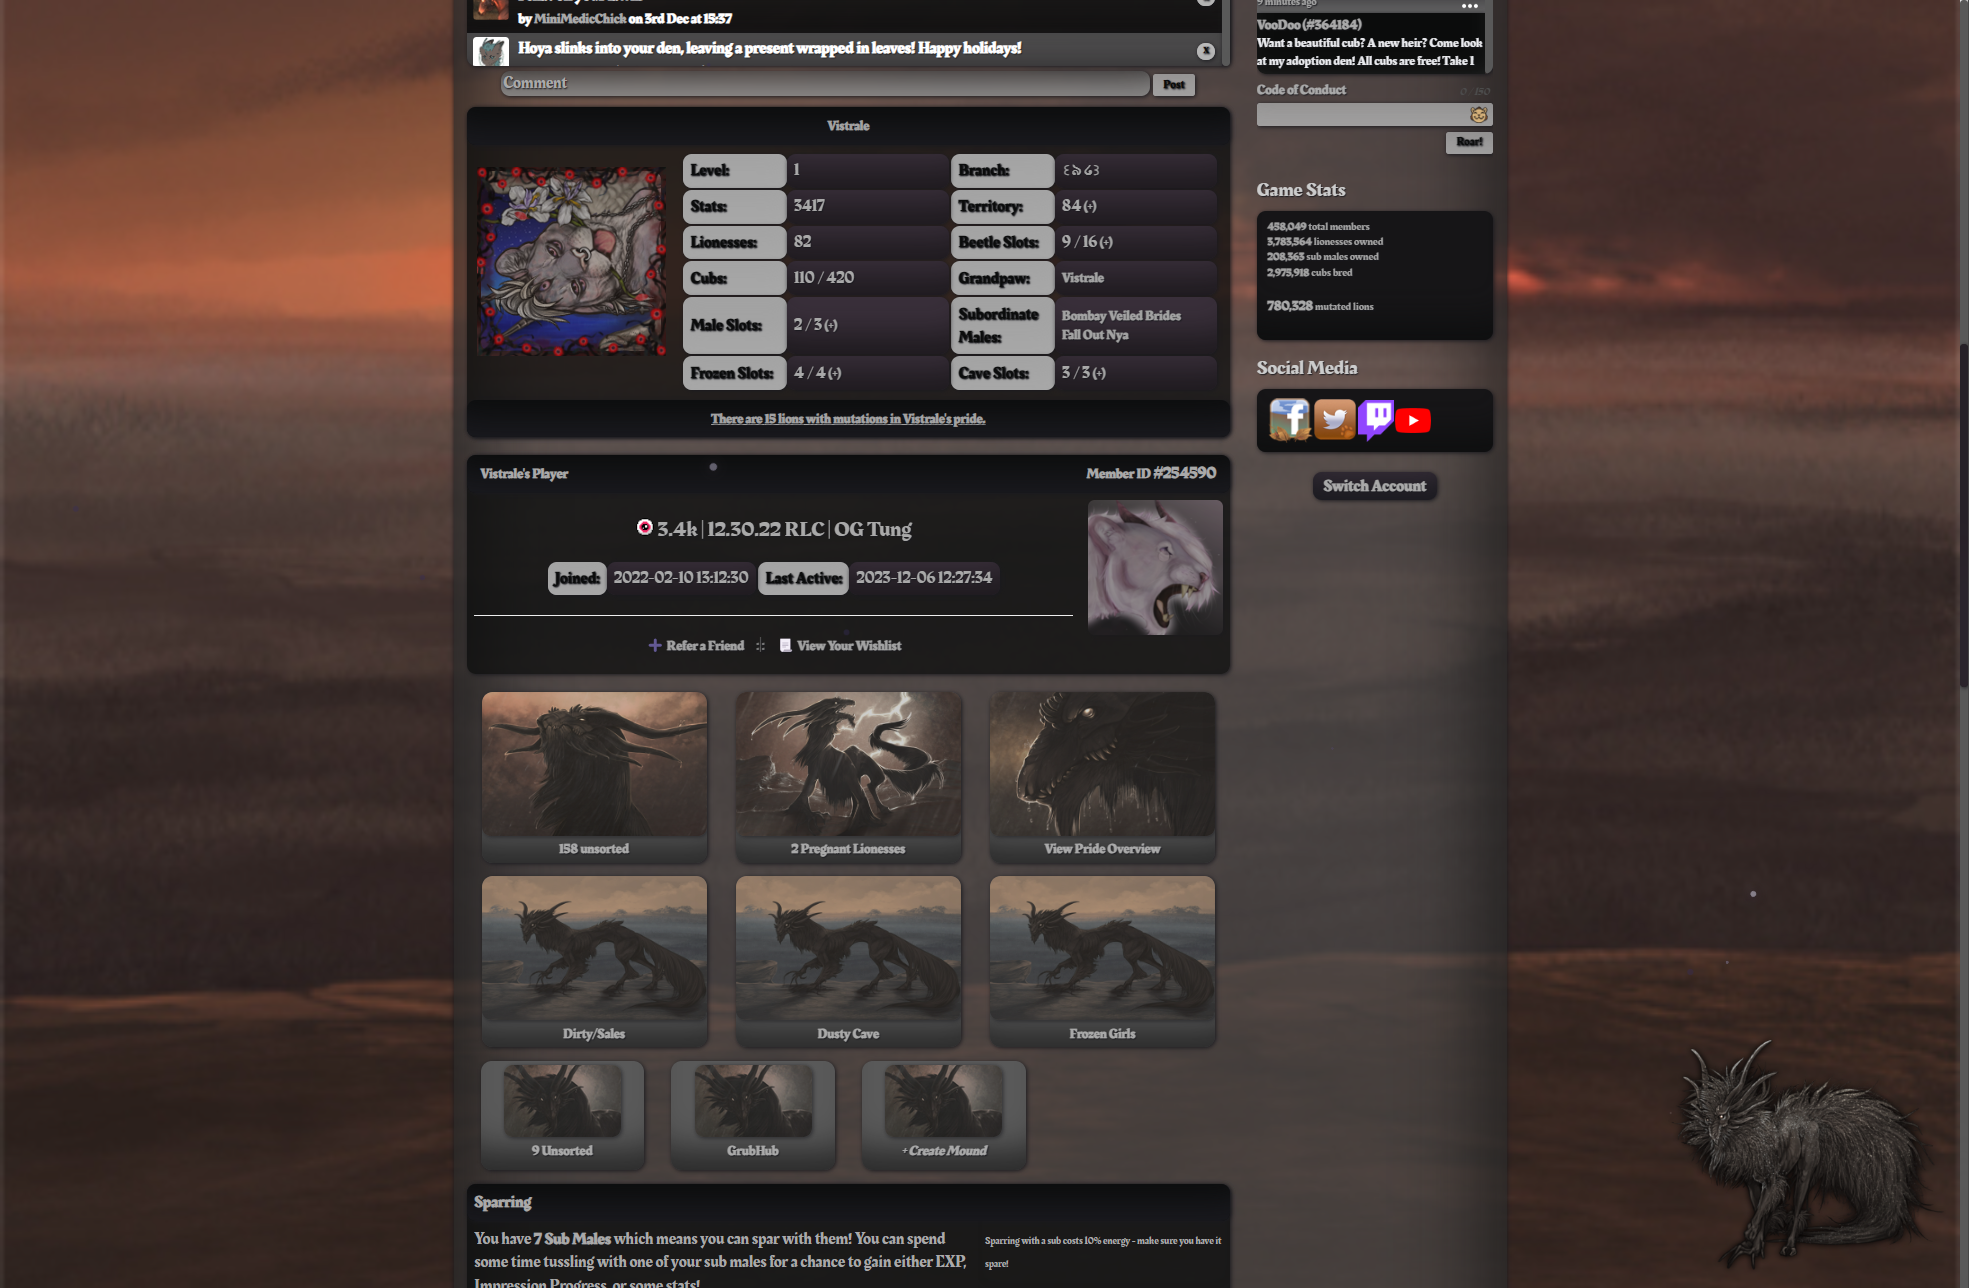 by MiniMedicChick on 3rd Dec at 15:37
Hoya slinks into your den, leaving a present wrapped in leaves! Happy holidays!
x
Comment
Post
Vistrale
Level: 1
Branch:
Stats: 3417
Territory: 84 (+)
Lionesses: 82
Beetle Slots: 9 / 16 (+)
Cubs: 110 / 420
Grandpaw: Vistrale
Male Slots: 2 / 3 (+)
Subordinate Males: Bombay Veiled Brides
Fall Out Nya
Frozen Slots: 4 / 4 (+)
Cave Slots: 3 / 3 (+)
There are 15 lions with mutations in Vistrale's pride.
Vistrale's Player
Member ID #254590
3.4k | 12.30.22 RLC | OG Tung
Joined: 2022-02-10 13:12:30 Last Active: 2023-12-06 12:27:34
Refer a Friend :: View Your Wishlist
158 unsorted
2 Pregnant Lionesses
View Pride Overview
Dirty/Sales
Dusty Cave
Frozen Girls
9 Unsorted
GrubHub
+ Create Mound
Sparring
You have 7 Sub Males which means you can spar with them! You can spend
some time tussling with one of your sub males for a chance to gain either EXP,
Impression Progress, or some stats!
Sparring with a sub costs 10% energy - make sure you have it
spare!
9 minutes ago
VooDoo (#364184)
Want a beautiful cub? A new heir? Come look
at my adoption den! All cubs are free! Take 1
Code of Conduct
0 / 150
Roar!
Game Stats
458,049 total members
3,783,564 lionesses owned
208,363 sub males owned
2,975,918 cubs bred
780,328 mutated lions
Social Media
Switch Account